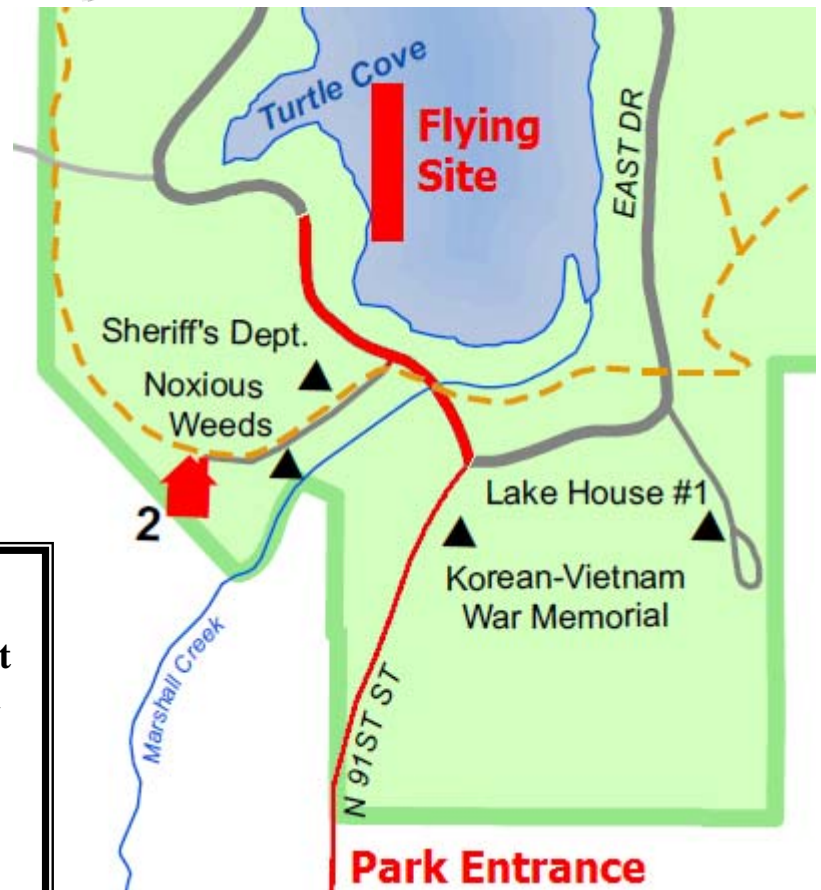 Turtle Cove
Flying
Site
EAST DR
Sheriff's Dept.
Noxious
Weeds
2
Lake House #1
Korean-Vietnam
War Memorial
Marshall Creek
N 91ST ST
Park Entrance